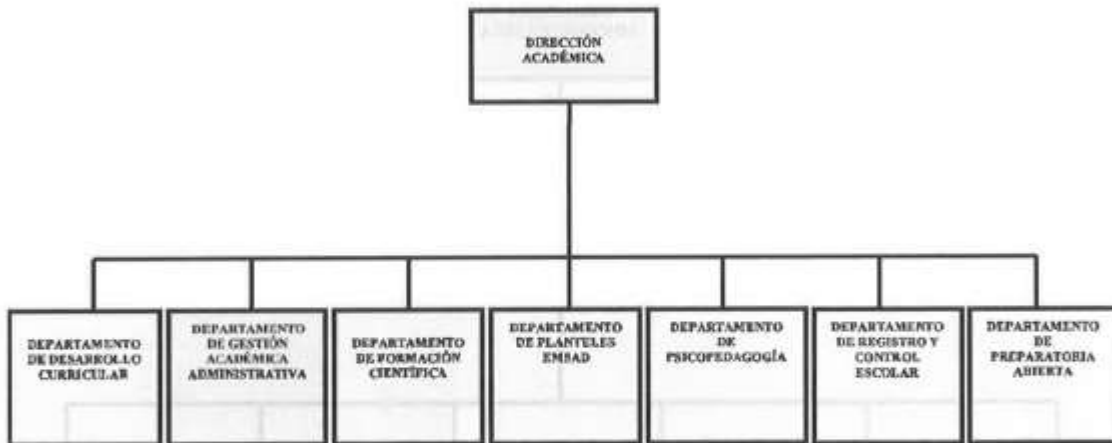 DIRECCIÓN
ACADÉMICA
DEPARTAMENTO
DE DESARROLLO
CURRICULAR
DEPARTAMENTO
DE GESTIÓN
ACADÉMICA
ADMINISTRATIVA
DEPARTAMENTO
DE FORMACIÓN
CIENTÍFICA
DEPARTAMENTO
DE PLANTELES
EMSAD
DEPARTAMENTO
DE
PSICOPEDAGOGÍA
DEPARTAMENTO
DE REGISTRO Y
CONTROL
ESCOLAR
DEPARTAMENTO
DE
PREPARATORIA
ABIERTA